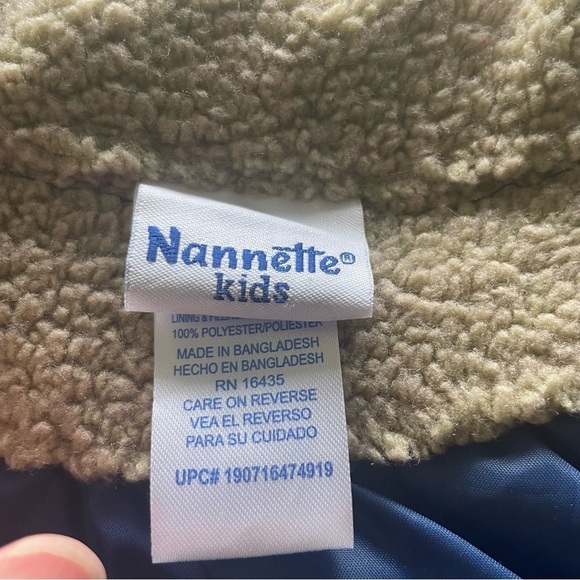 Nannette®
kids
LINING &
100% POLYESTER/POLIESTER
MADE IN BANGLADESH
HECHO EN BANGLADESH
RN 16435
CARE ON REVERSE
VEA EL REVERSO
PARA SU CUIDADO
UPC# 190716474919